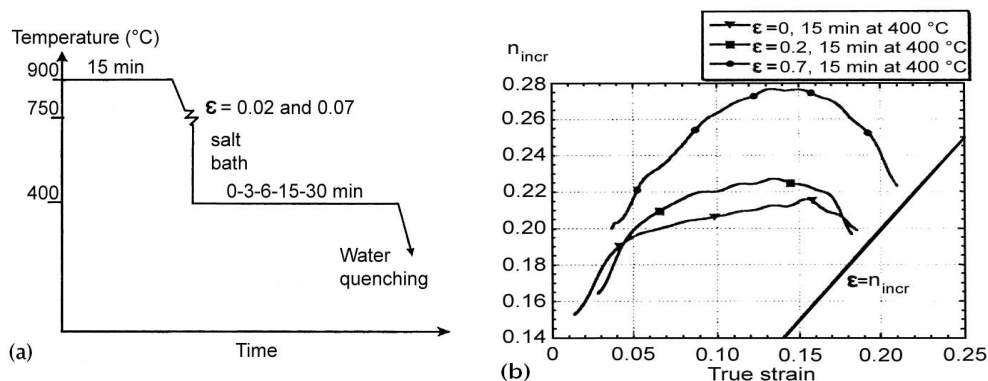 Temperature (°C)
900
15 min
750
ε = 0.02 and 0.07
salt
bath
400
0-3-6-15-30 min
Water
quenching
Time
(a)
ε=0, 15 min at 400 °C
ε=0.2, 15 min at 400 °C
ε=0.7, 15 min at 400 °C
n incr
0.28
0.26
0.24
0.22
0.20
0.18
0.16
0.14
ε=n incr
0 0.05 0.10 0.15 0.20 0.25
True strain
(b)